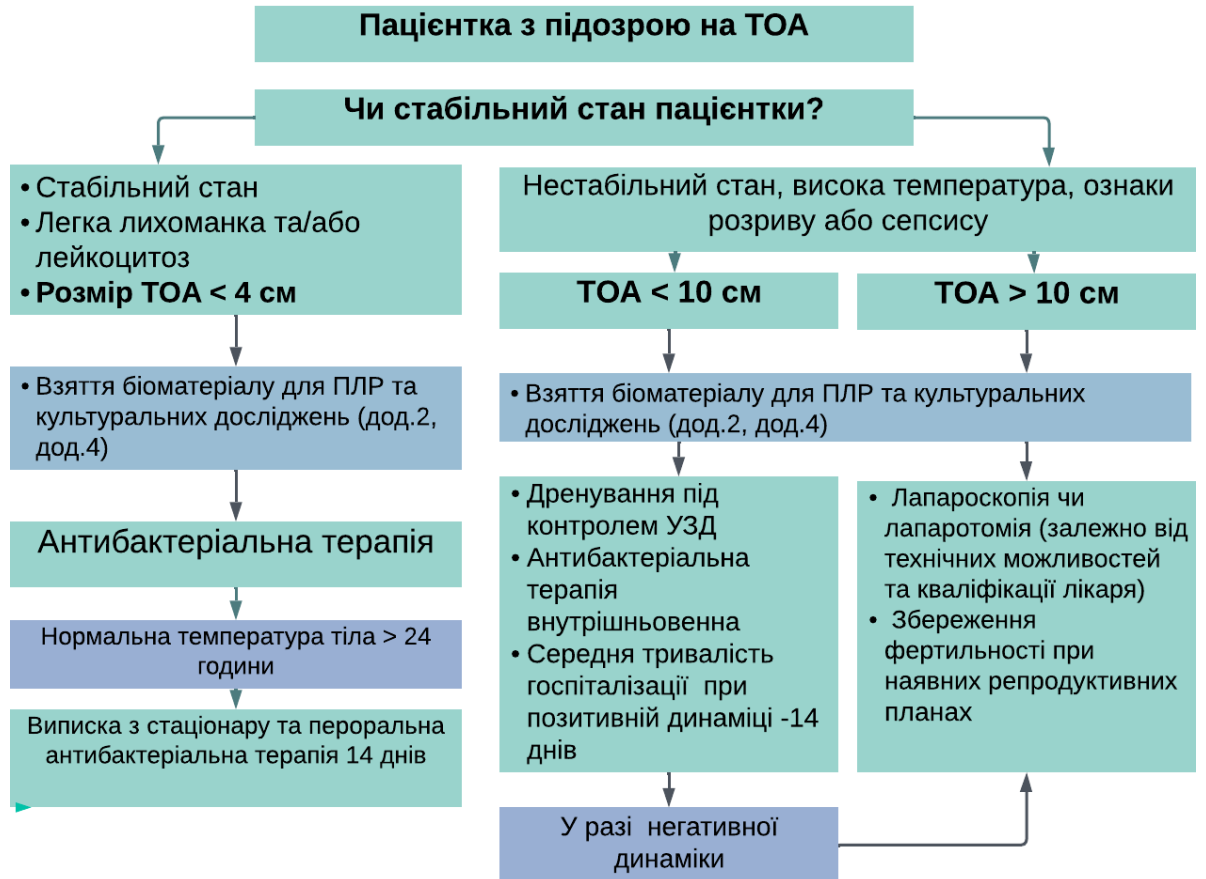 Пацієнтка з підозрою на ТОА
Чи стабільний стан пацієнтки?
• Стабільний стан
• Легка лихоманка та/або
лейкоцитоз
• Розмір ТОА < 4 см
• Взяття біоматеріалу для ПЛР та
культуральних досліджень (дод.2,
дод.4)
Антибактеріальна терапія
Нормальна температура тіла > 24
години
Виписка з стаціонару та пероральна
антибактеріальна терапія 14 днів
Нестабільний стан, висока температура, ознаки
розриву або сепсису
ТОА < 10 см
ТОА > 10 см
• Взяття біоматеріалу для ПЛР та культуральних
досліджень (дод.2, дод.4)
• Дренування під
контролем УЗД
• Антибактеріальна
терапія
внутрішньовенна
• Середня тривалість
госпіталізації при
позитивній динаміці -14
днів
У разі негативної
динаміки
• Лапароскопія чи
лапаротомія (залежно від
технічних можливостей
та кваліфікації лікаря)
• Збереження
фертильності при
наявних репродуктивних
планах